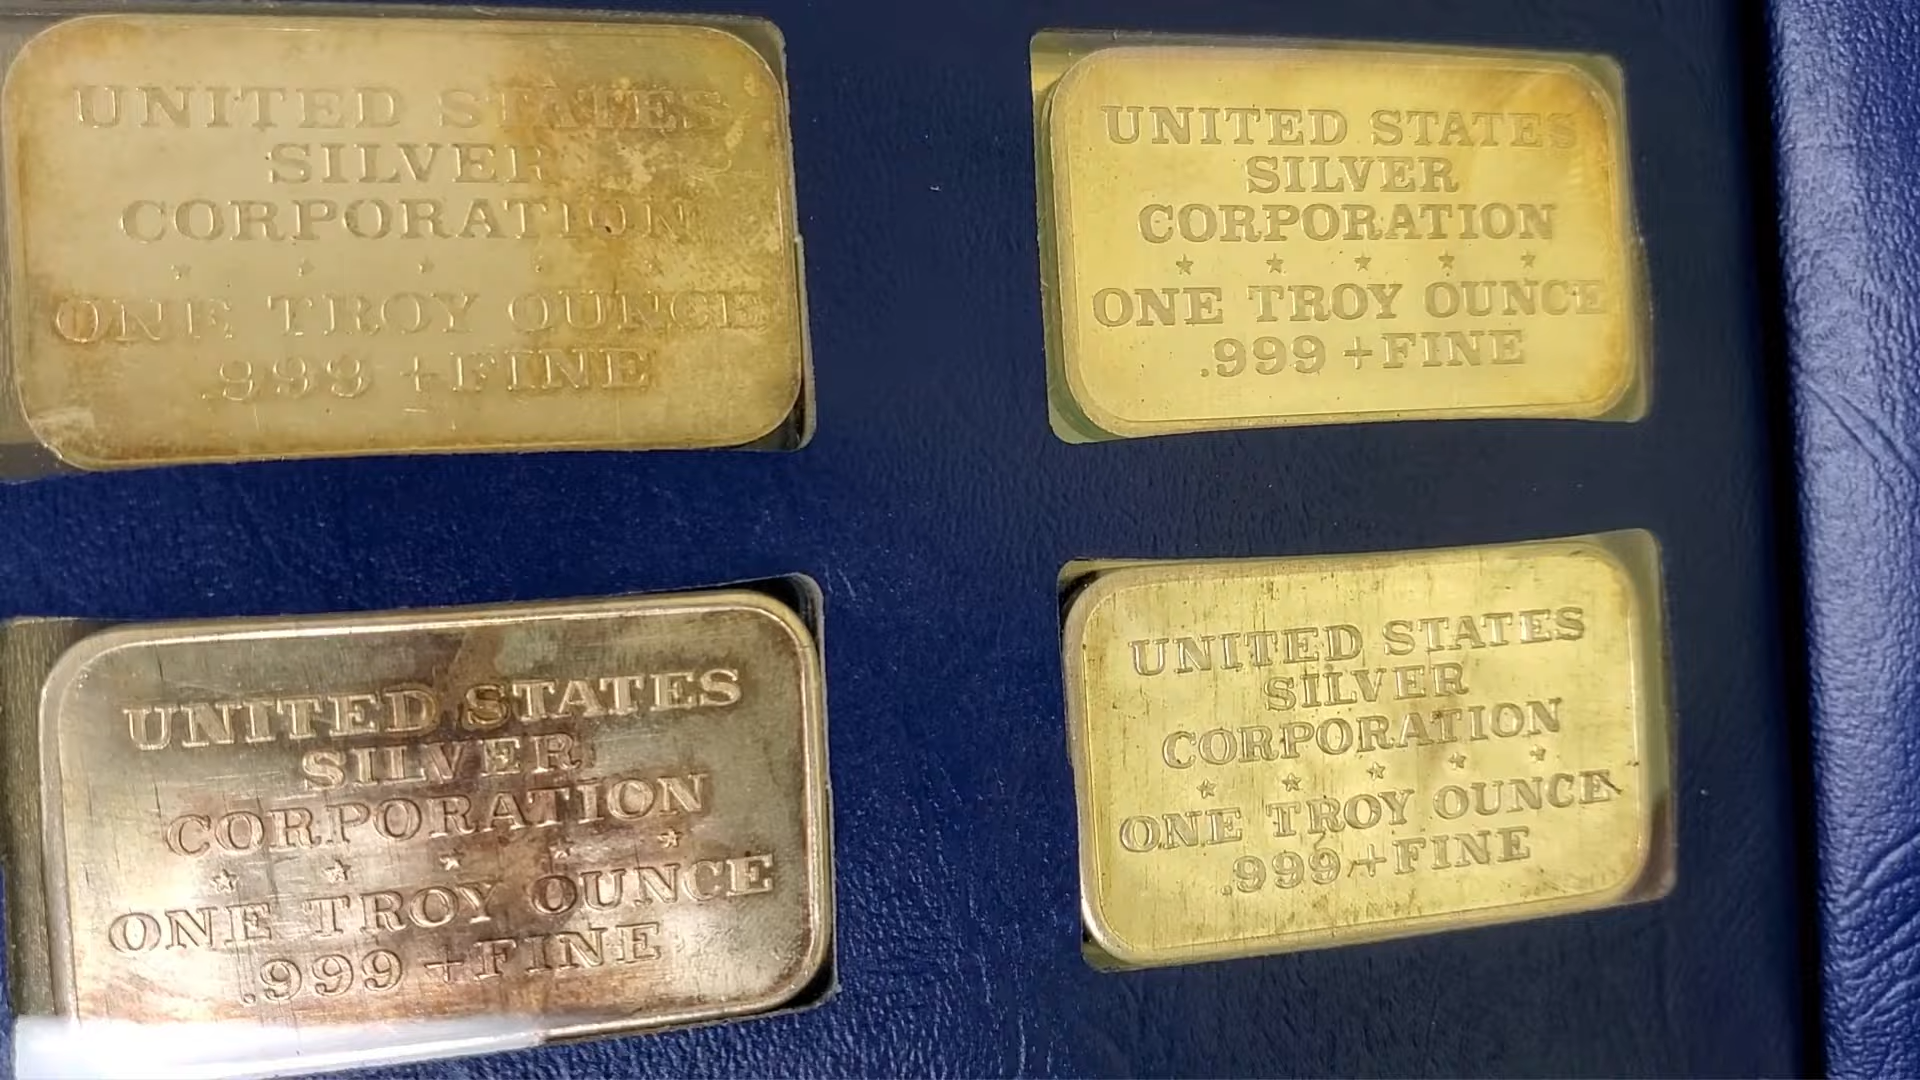 UNITED STATES
SILVER
CORPORATION
ONE TROY OUNCE
.999+FINE
UNITED STATES
SILVER
CORPORATION
ONE TROY OUNCE
.999+FINE
UNITED STATES
SILVER
CORPORATION
ONE TROY OUNCE
.999+FINE
UNITED STATES
SILVER
CORPORATION
ONE TROY OUNCE
.999+FINE